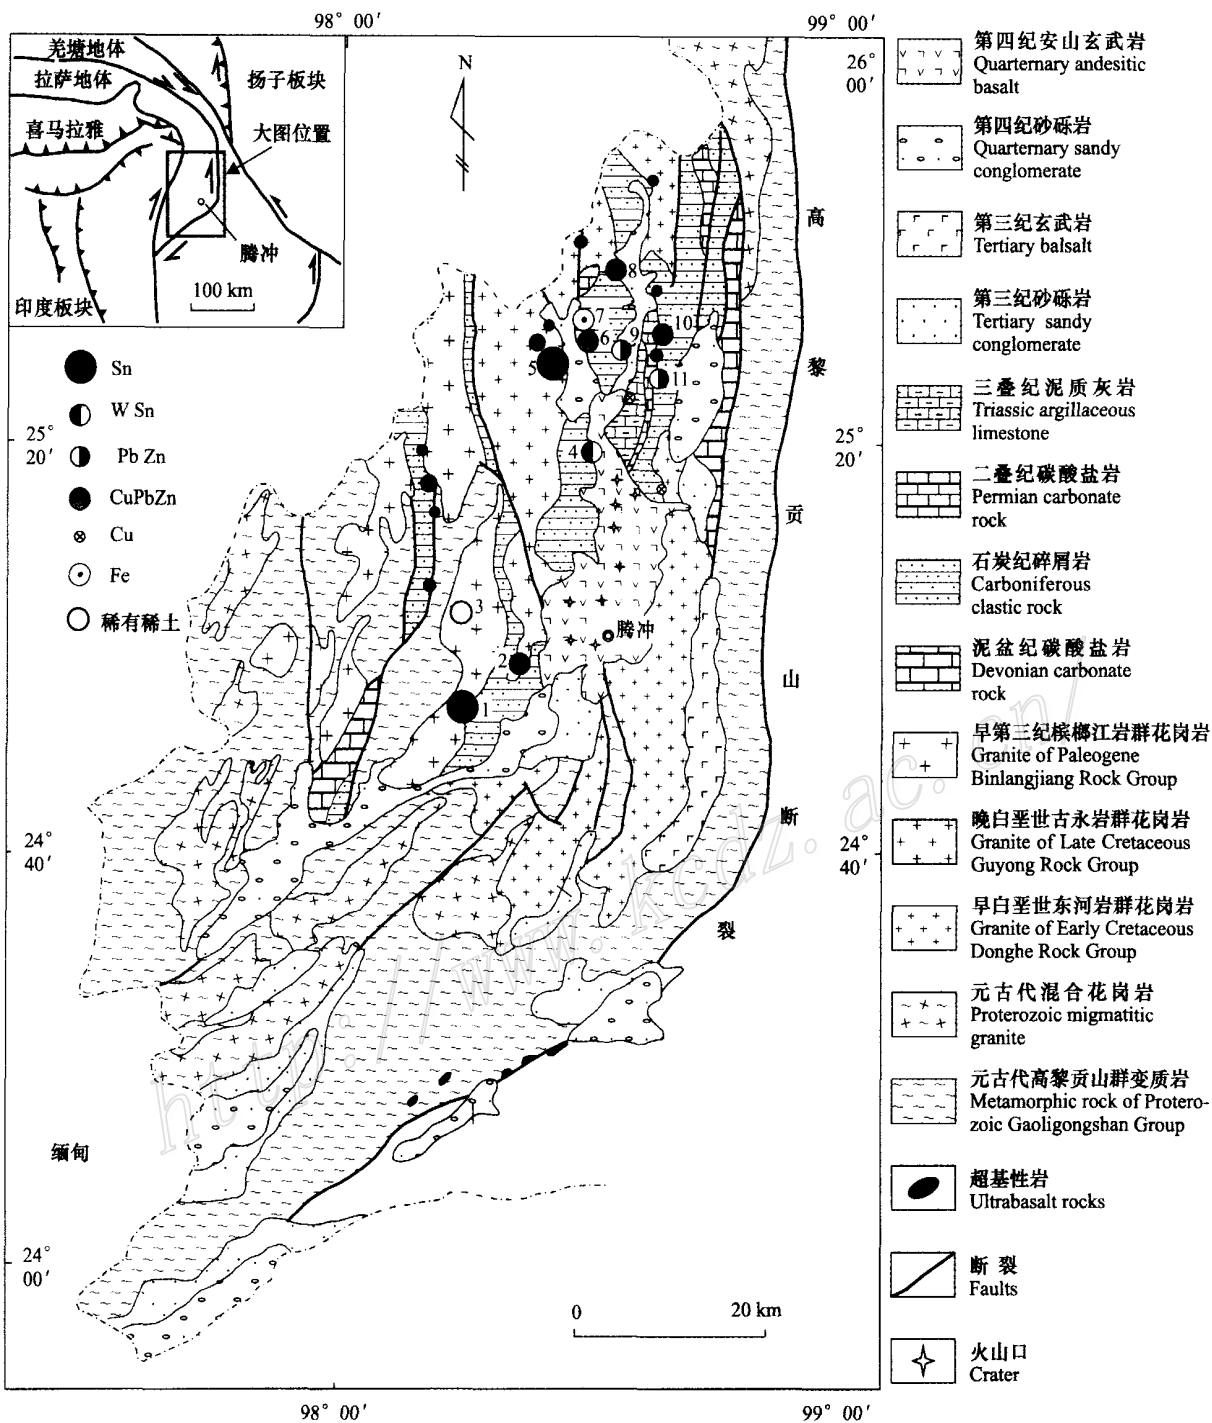 98° 00′
99° 00′
26°
00′
羌塘地体
拉萨地体
扬子板块
喜马拉雅
大图位置
腾冲
印度板块
100 km
N
Sn
W Sn
Pb Zn
CuPbZn
Cu
Fe
稀有稀土
25°
20′
25°
20′
24°
40′
24°
40′
24°
00′
高
黎
贡
山
断
裂
8
7
9
10
6
5
11
4
3
腾冲
2
1
缅甸
0
20 km
98° 00′
99° 00′
第四纪安山玄武岩
Quarternary andesitic
basalt
第四纪砂砾岩
Quarternary sandy
conglomerate
第三纪玄武岩
Tertiary balsalt
第三纪砂砾岩
Tertiary sandy
conglomerate
三叠纪泥质灰岩
Triassic argillaceous
limestone
二叠纪碳酸盐岩
Permian carbonate
rock
石炭纪碎屑岩
Carboniferous
clastic rock
泥盆纪碳酸盐岩
Devonian carbonate
rock
早第三纪槟榔江岩群花岗岩
Granite of Paleogene
Binlangjiang Rock Group
晚白垩世古永岩群花岗岩
Granite of Late Cretaceous
Guyong Rock Group
早白垩世东河岩群花岗岩
Granite of Early Cretaceous
Donghe Rock Group
元古代混合花岗岩
Proterozoic migmatitic
granite
元古代高黎贡山群变质岩
Metamorphic rock of Protero-
zoic Gaoligongshan Group
超基性岩
Ultrabasalt rocks
断裂
Faults
火山口
Crater
http://www.kcdz.ac.cn/